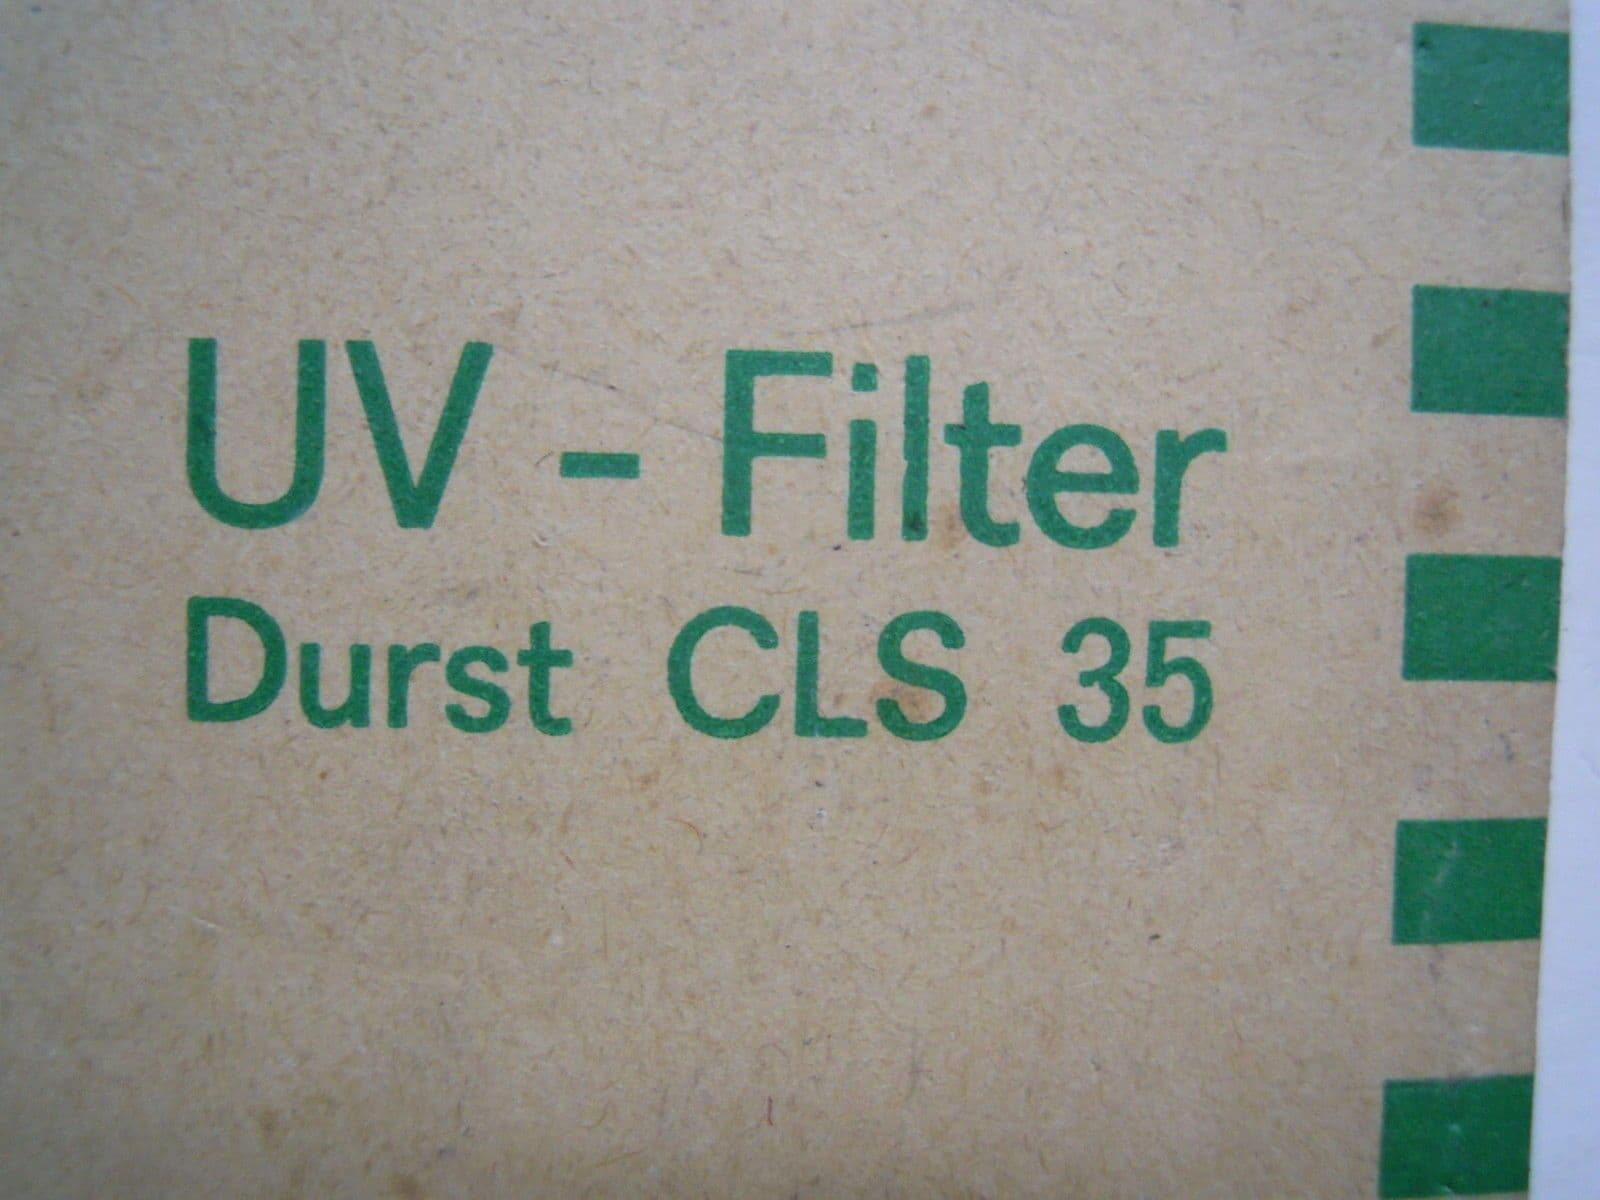 UV - Filter
Durst CLS 35